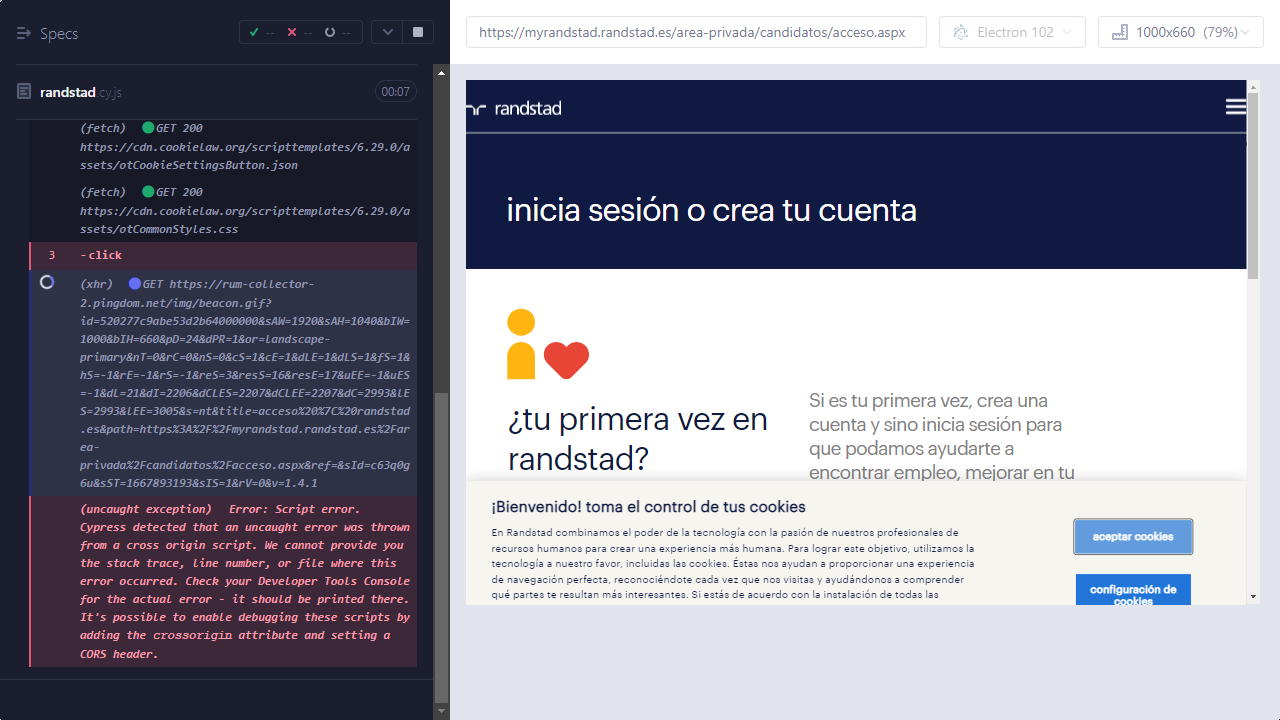 Specs
-- -- --
https://myrandstad.randstad.es/area-privada/candidatos/acceso.aspx
Electron 102
1000x660 (79%)
randstad.cy.js
00:07
(fetch) GET 200
https://cdn.cookielaw.org/scripttemplates/6.29.0/a
ssets/otCookieSettingsButton.json
(fetch) GET 200
https://cdn.cookielaw.org/scripttemplates/6.29.0/a
ssets/otCommonStyles.css
3 -click
(xhr) GET https://rum-collector-
2.pingdom.net/img/beacon.gif?
id=520277c9abe53d2b64000000&sAW=1920&sAH=1040&bIW=
1000&bIH=660&pD=24&dPR=1&or=landscape-
primary&nT=0&rC=0&nS=0&cS=1&cE=1&dLE=1&dLS=1&fS=1&
hS=-1&rE=-1&rS=-1&reS=3&resS=16&resE=17&uEE=-1&uES
=-1&dL=21&dI=2206&dCLES=2207&dCLEE=2207&dC=2993&lE
S=2993&lEE=3005&s=nt&title=acceso%20%7C%20randstad
.es&path=https%3A%2F%2Fmyrandstad.randstad.es%2Far
ea-
privada%2Fcandidatos%2Facceso.aspx&ref=&sId=c63q0g
6u&sST=1667893193&sIS=1&rV=0&v=1.4.1
(uncaught exception) Error: Script error.
Cypress detected that an uncaught error was thrown
from a cross origin script. We cannot provide you
the stack trace, line number, or file where this
error occurred. Check your Developer Tools Console
for the actual error - it should be printed there.
It's possible to enable debugging these scripts by
adding the crossorigin attribute and setting a
CORS header.
randstad
inicia sesión o crea tu cuenta
¿tu primera vez en
randstad?
Si es tu primera vez, crea una
cuenta y sino inicia sesión para
que podamos ayudarte a
encontrar empleo, mejorar en tu
¡Bienvenido! toma el control de tus cookies
En Randstad combinamos el poder de la tecnología con la pasión de nuestros profesionales de
recursos humanos para crear una experiencia más humana. Para lograr este objetivo, utilizamos la
tecnología a nuestro favor, incluidas las cookies. Éstas nos ayudan a proporcionar una experiencia
de navegación perfecta, reconociéndote cada vez que nos visitas y ayudándonos a comprender
qué partes te resultan más interesantes. Si estás de acuerdo con la instalación de todas las
aceptar cookies
configuración de
cookies